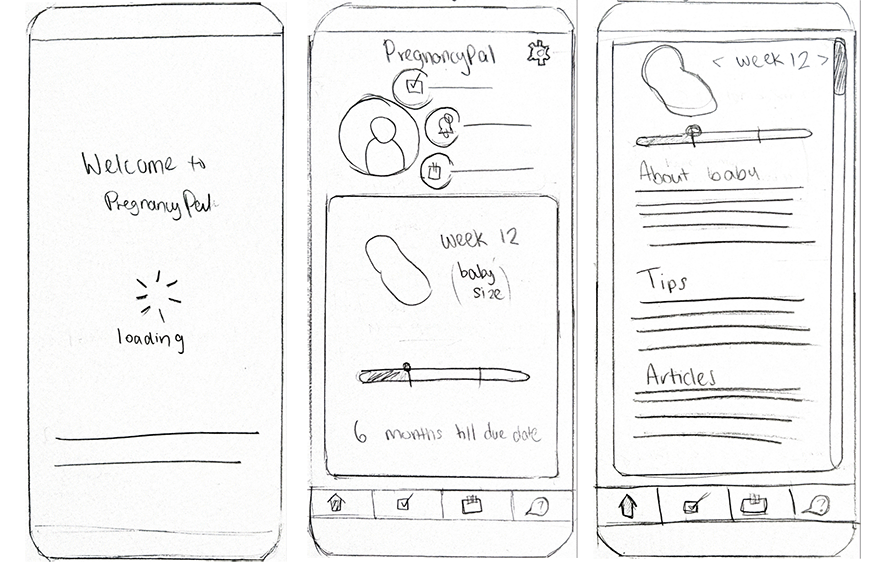 Welcome to
PregnancyPal
loading
PregnancyPal
week 12
(baby
size)
6 months till due date
?
< week 12 >
About baby
Tips
Articles
?